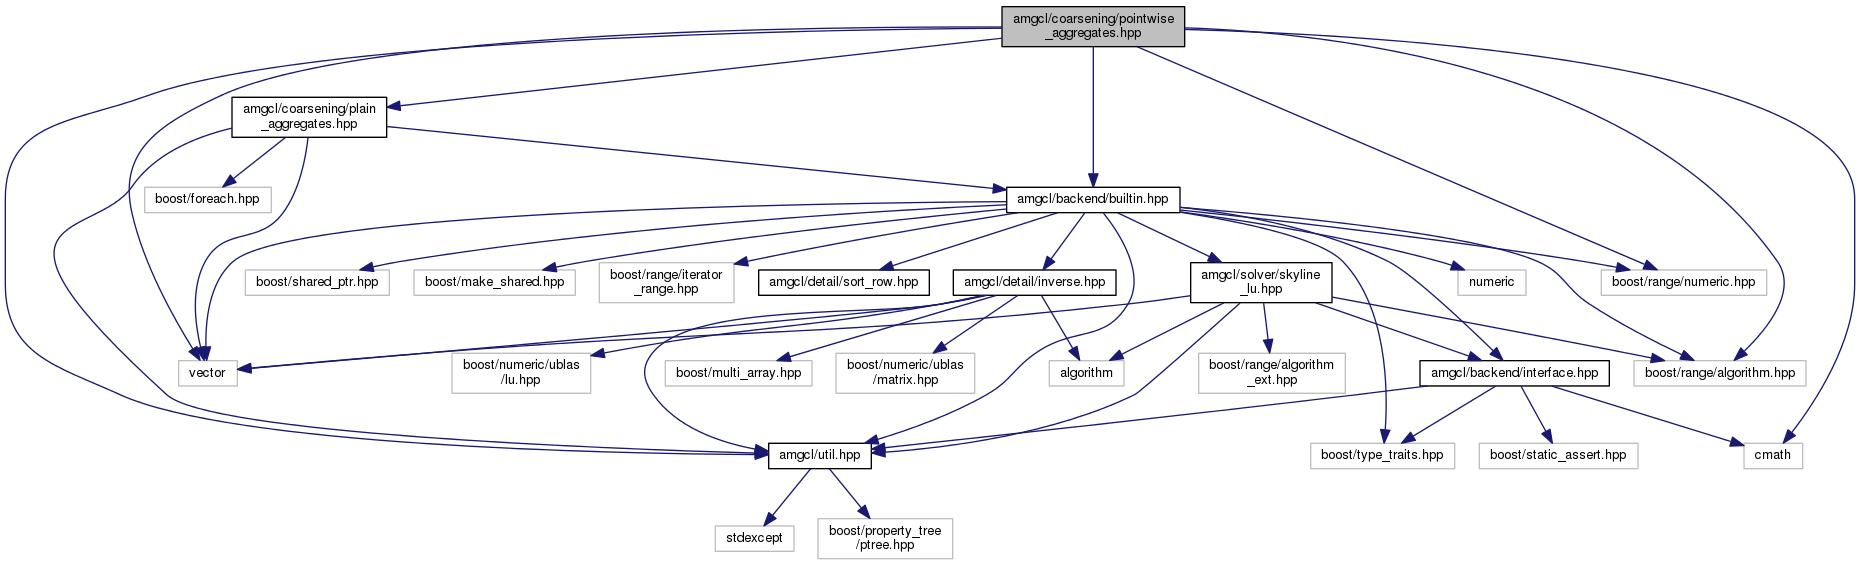 amgcl/coarsening/pointwise
_aggregates.hpp
amgcl/coarsening/plain
_aggregates.hpp
boost/foreach.hpp
amgcl/backend/builtin.hpp
boost/shared_ptr.hpp
boost/make_shared.hpp
boost/range/iterator
_range.hpp
amgcl/detail/sort_row.hpp
amgcl/detail/inverse.hpp
amgcl/solver/skyline
_lu.hpp
numeric
boost/range/numeric.hpp
vector
boost/numeric/ublas
/lu.hpp
boost/multi_array.hpp
boost/numeric/ublas
/matrix.hpp
algorithm
boost/range/algorithm
_ext.hpp
amgcl/backend/interface.hpp
boost/range/algorithm.hpp
amgcl/util.hpp
boost/type_traits.hpp
boost/static_assert.hpp
cmath
stdexcept
boost/property_tree
/ptree.hpp